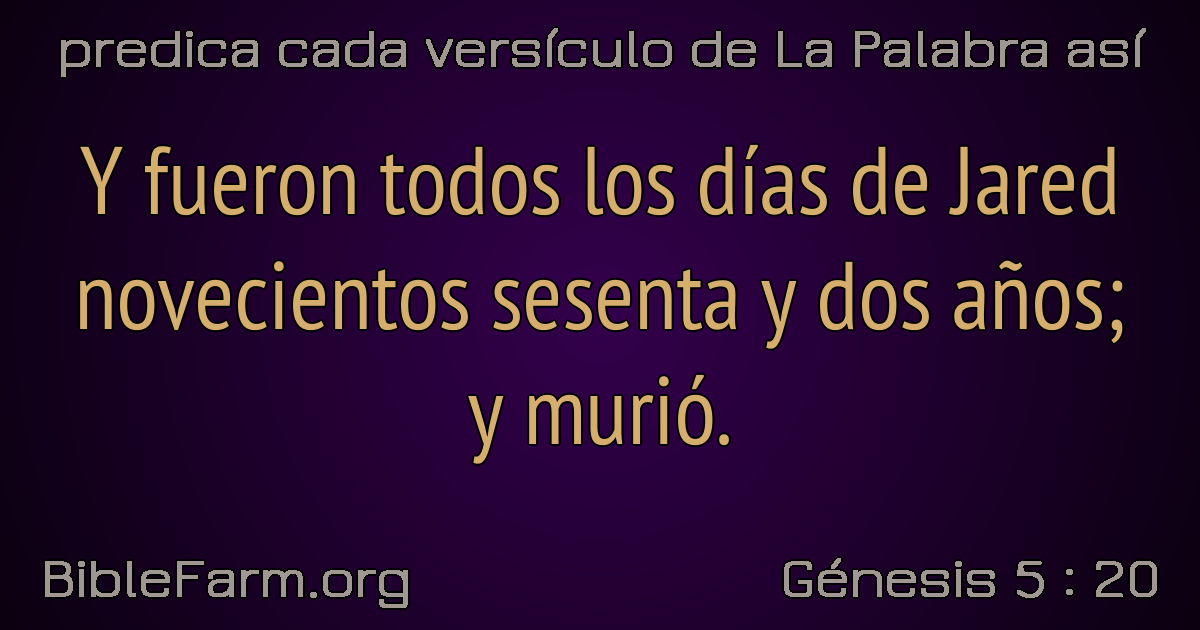 predica cada versículo de La Palabra así
Y fueron todos los días de Jared
novecientos sesenta y dos años;
y murió.
BibleFarm.org
Génesis 5 : 20